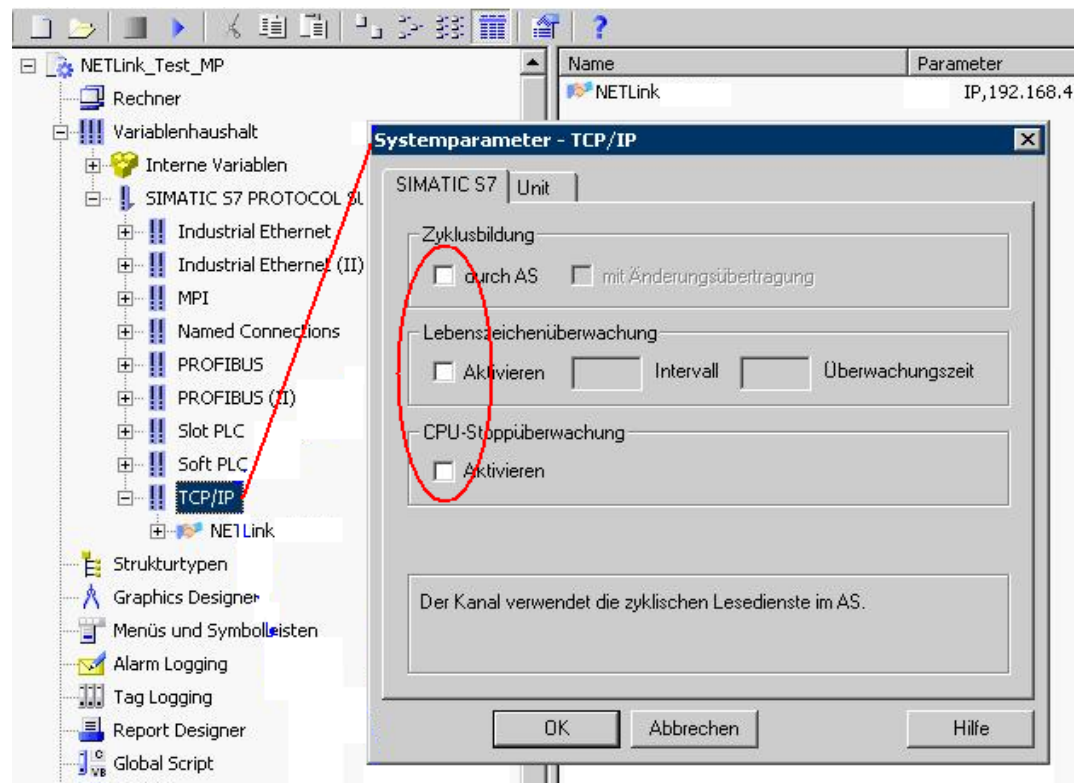 Name
Parameter
NETLink_Test_MP
NETLink
IP,192.168.4
Rechner
Variablenhaushalt
Interne Variablen
SIMATIC S7 PROTOCOL SU
Industrial Ethernet
Industrial Ethernet (II)
MPI
Named Connections
PROFIBUS
PROFIBUS (II)
Slot PLC
Soft PLC
TCP/IP
NETLink
Strukturtypen
Graphics Designer
Menüs und Symbolleisten
Alarm Logging
Tag Logging
Report Designer
Global Script
Systemparameter - TCP/IP
SIMATIC S7
Unit
Zyklusbildung
durch AS
mit Änderungsübertragung
Lebenszeichenüberwachung
Aktivieren
Intervall
Überwachungszeit
CPU-Stoppüberwachung
Aktivieren
Der Kanal verwendet die zyklischen Lesedienste im AS.
OK
Abbrechen
Hilfe